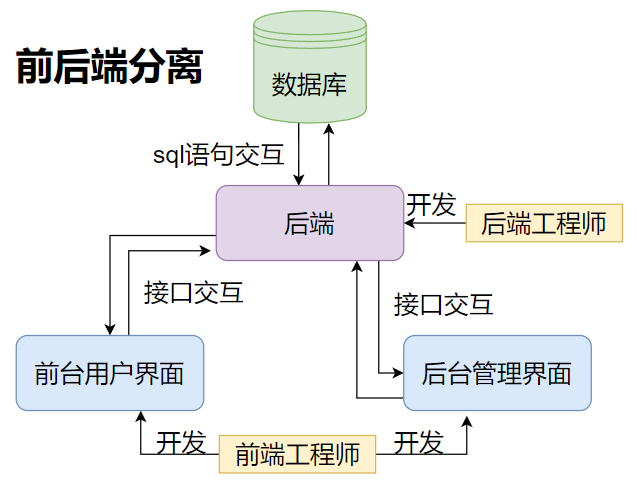 前后端分离
数据库
sql语句交互
后端
开发
后端工程师
接口交互
接口交互
前台用户界面
后台管理界面
开发
前端工程师
开发